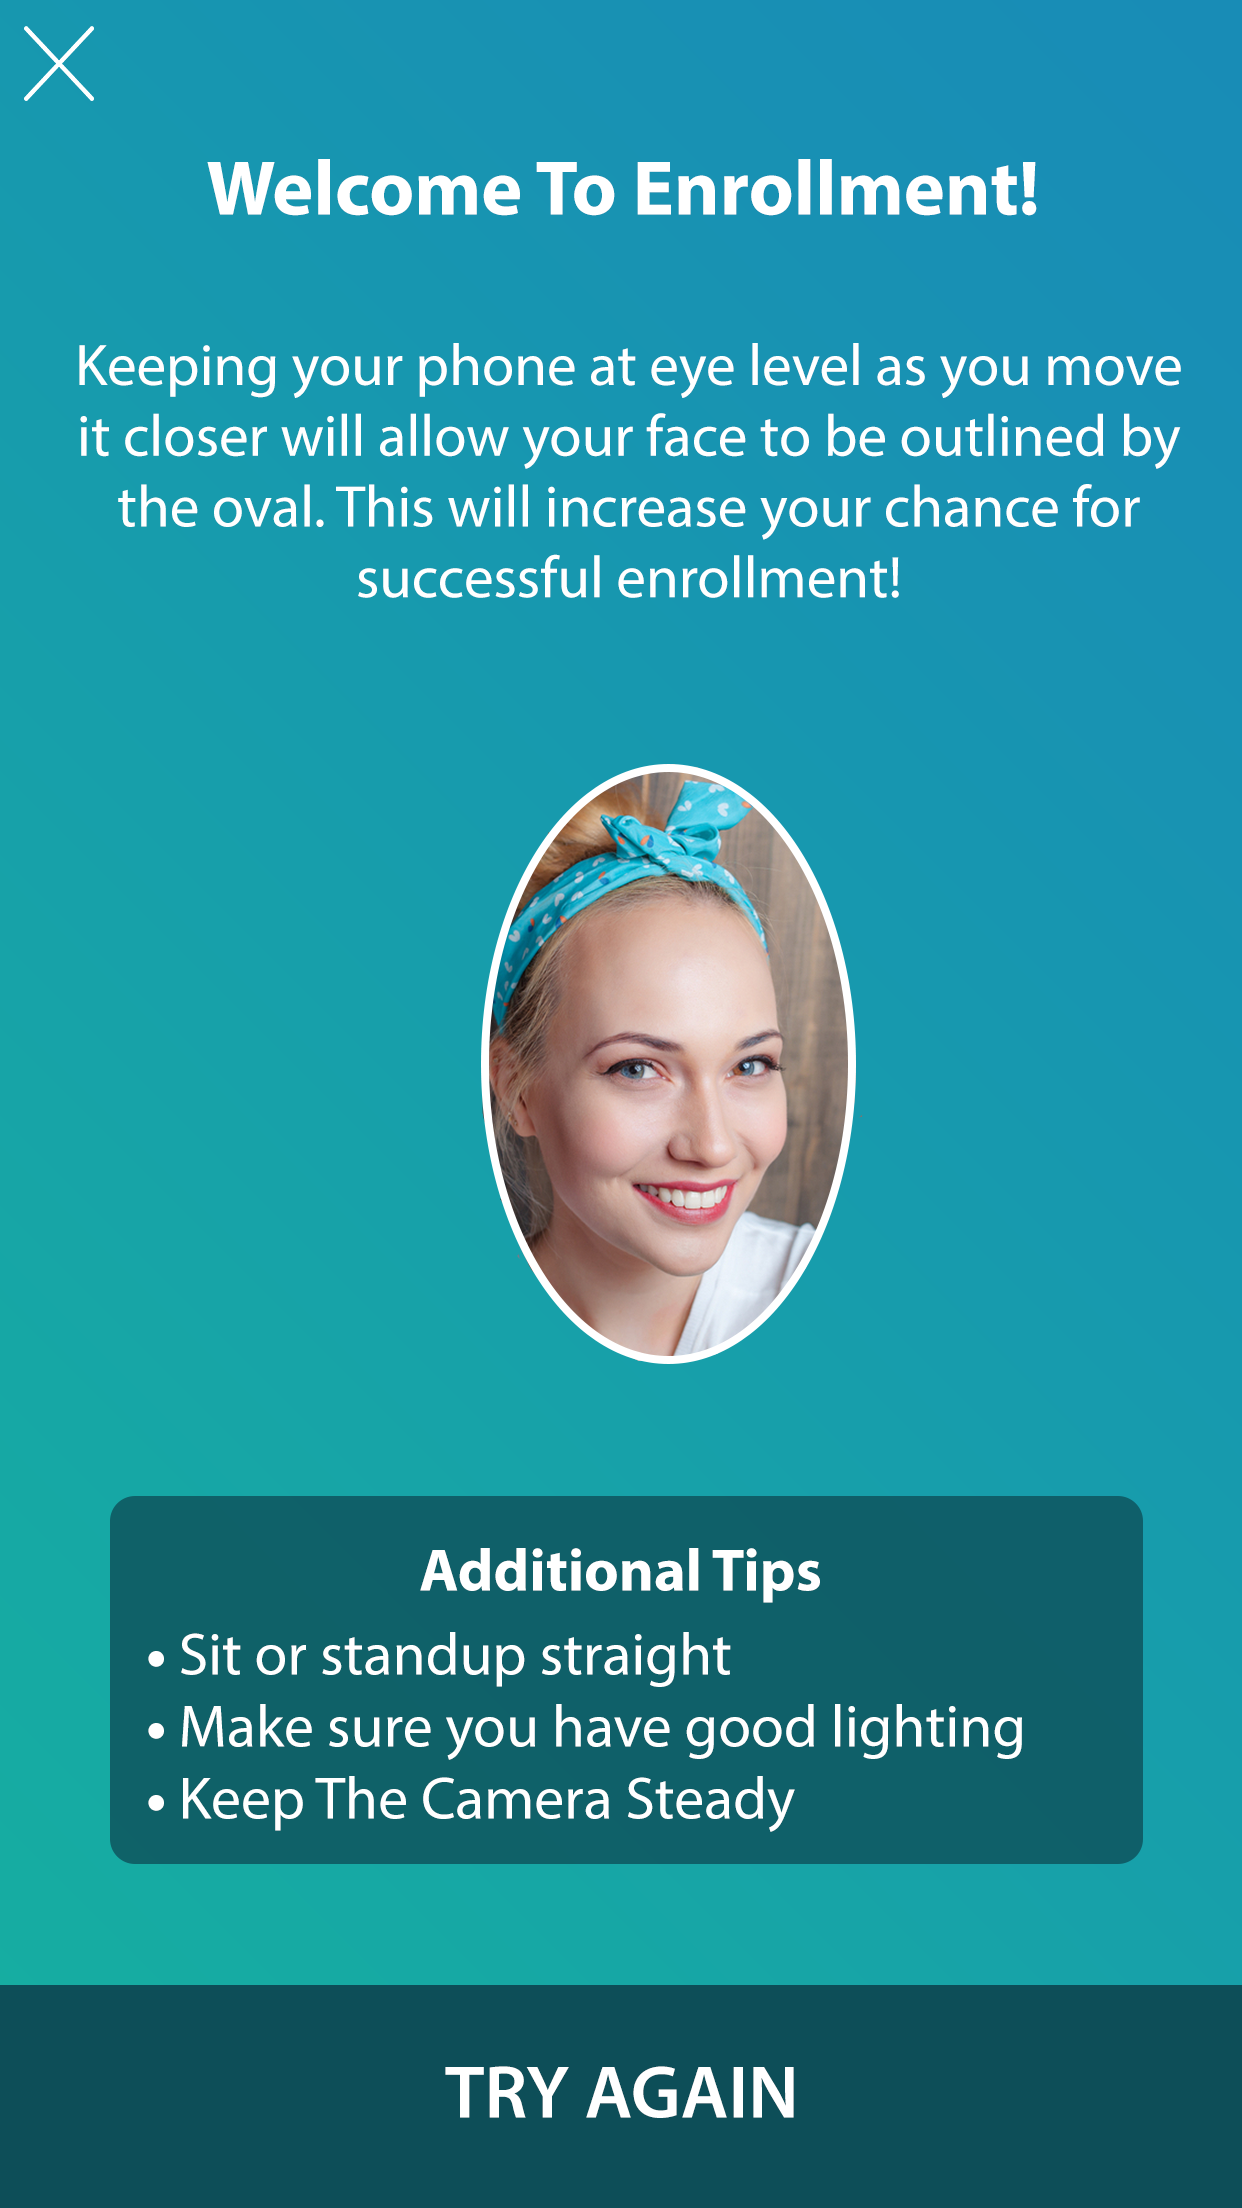 Welcome To Enrollment!
Keeping your phone at eye level as you move
it closer will allow your face to be outlined by
the oval. This will increase your chance for
successful enrollment!
Additional Tips
• Sit or standup straight
• Make sure you have good lighting
• Keep The Camera Steady
TRY AGAIN